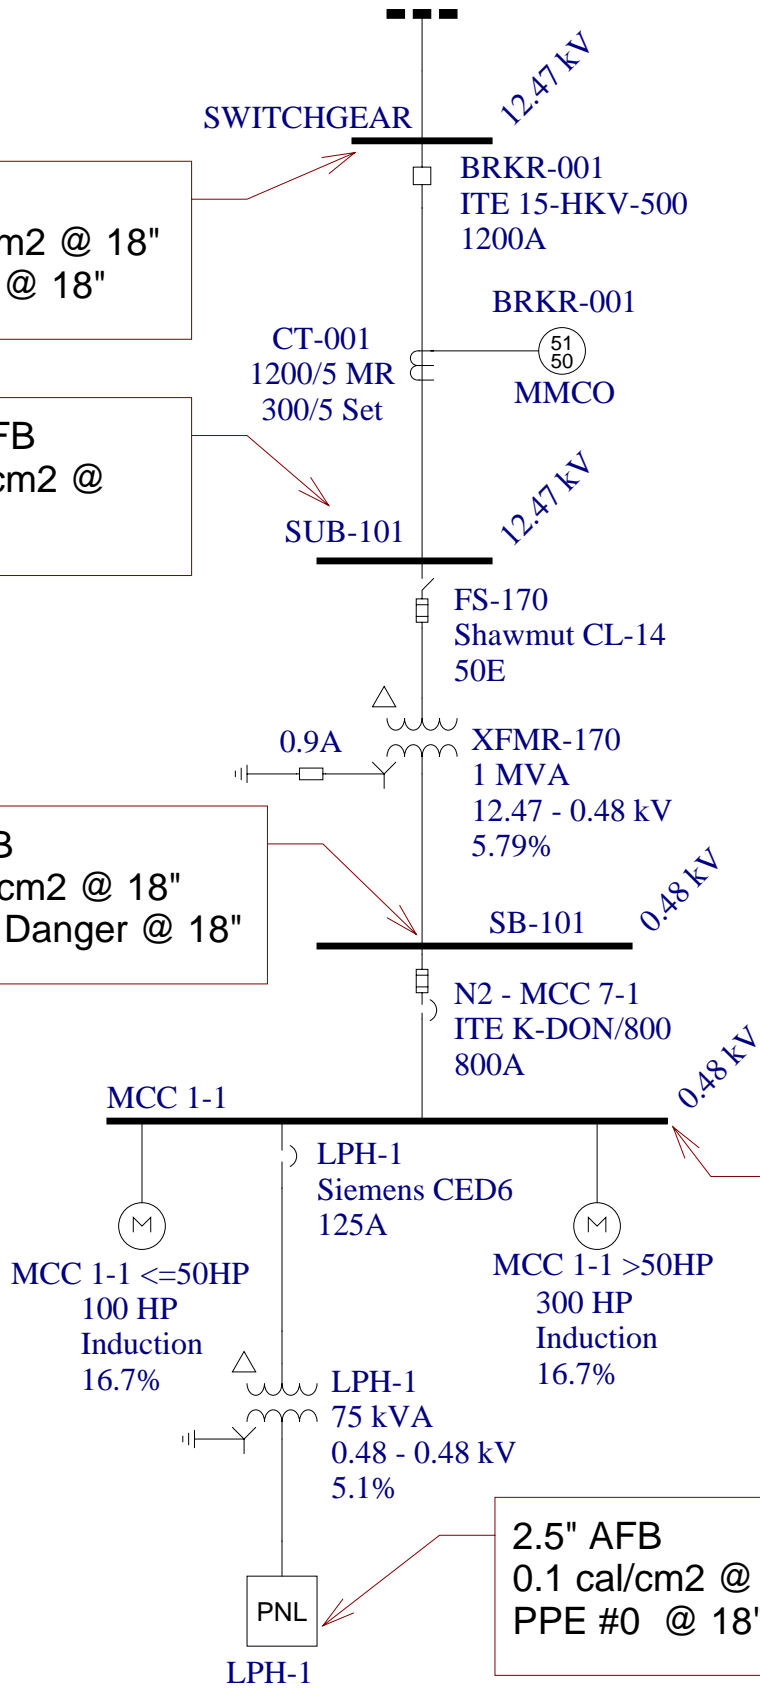 12.47 kV
SWITCHGEAR
BRKR-001
ITE 15-HKV-500
1200A
m2 @ 18"
@ 18"
BRKR-001
51
50
MMCO
CT-001
1200/5 MR
300/5 Set
FB
cm2 @
12.47 kV
SUB-101
FS-170
Shawmut CL-14
50E
0.9A
XFMR-170
1 MVA
12.47 - 0.48 kV
5.79%
B
cm2 @ 18"
Danger @ 18"
0.48 kV
SB-101
N2 - MCC 7-1
ITE K-DON/800
800A
0.48 kV
MCC 1-1
LPH-1
Siemens CED6
125A
M
MCC 1-1 <=50HP
100 HP
Induction
16.7%
M
MCC 1-1 >50HP
300 HP
Induction
16.7%
LPH-1
75 kVA
0.48 - 0.48 kV
5.1%
2.5" AFB
0.1 cal/cm2 @
PPE #0 @ 18"
PNL
LPH-1